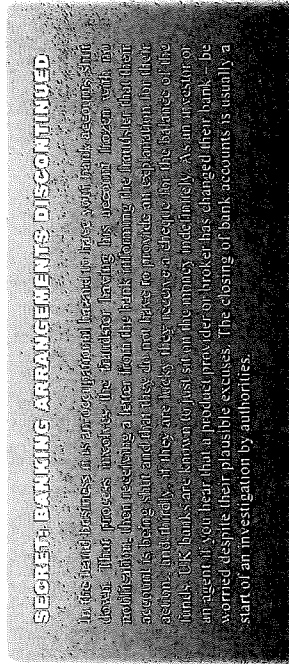 SECRET: BANKING ARRANGEMENTS DISCONTINUED
In the fraud business it is an occupational hazard to have your bank accounts shut
down. That process involves the fraudster having his account frozen with no
notification, then receiving a letter from the bank informing the fraudster that their
account is being shut and that they do not have to provide an explanation for their
action, and thirdly, if they are lucky they receive a cheque for the balance of the
funds. UK banks are known to just sit on the money indefinitely. As an investor or
an agent if you hear that a product provider or broker has changed their bank – be
worried despite their plausible excuses. The closing of bank accounts is usually a
start of an investigation by authorities.